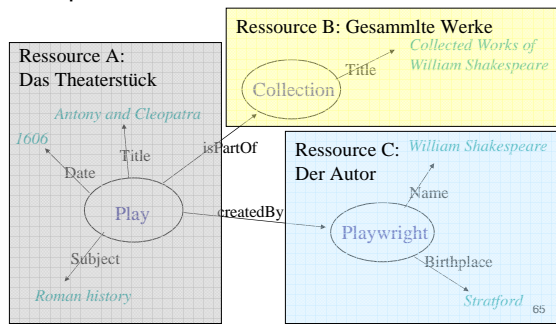 Ressource B: Gesammlte Werke
Collected Works of
William Shakespeare
Title
Collection
Ressource A:
Das Theaterstück
Antony and Cleopatra
1606
Title
Date
isPartOf
Play
createdBy
Subject
Roman history
Ressource C:
Der Autor
William Shakespeare
Name
Playwright
Birthplace
Stratford
65